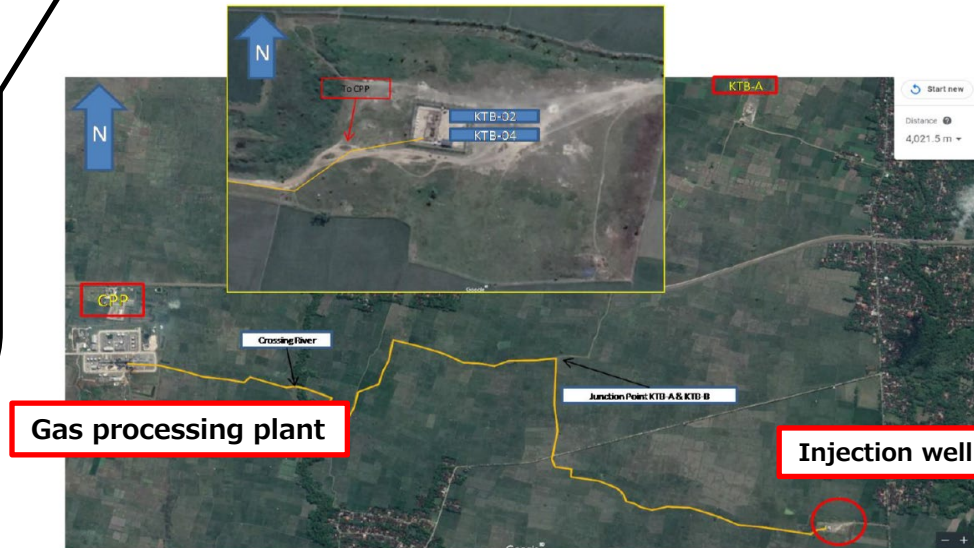 N
To CPP
KTB-02
KTB-04
Google
KTB-A
Start new
Distance
4,021.5 m
N
CPP
Crossing River
Junction Point KTB-A & KTB-B
Gas processing plant
Injection well
Google